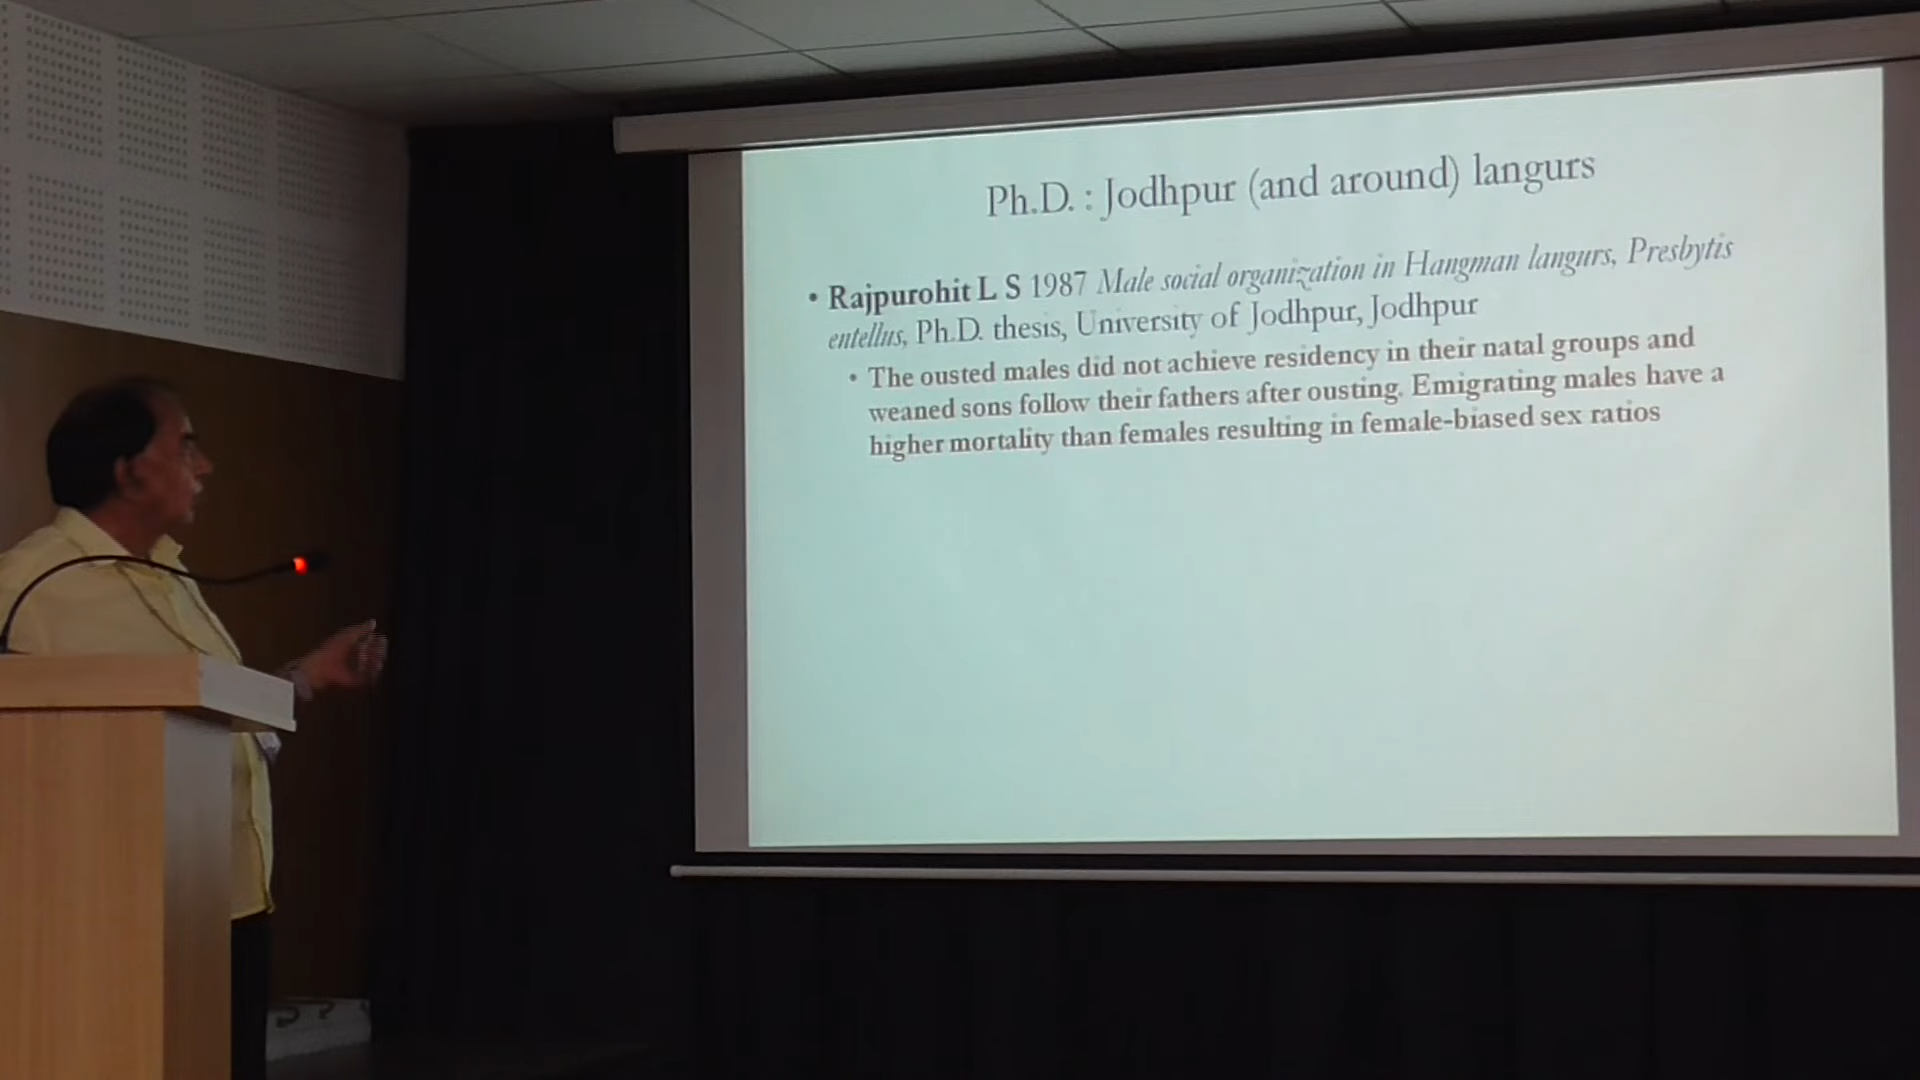 Ph.D. : Jodhpur (and around) langurs
• Rajpurohit L S 1987 Male social organization in Hangman langurs, Presbytis
entellus, Ph.D. thesis, University of Jodhpur, Jodhpur
• The ousted males did not achieve residency in their natal groups and
weaned sons follow their fathers after ousting. Emigrating males have a
higher mortality than females resulting in female-biased sex ratios